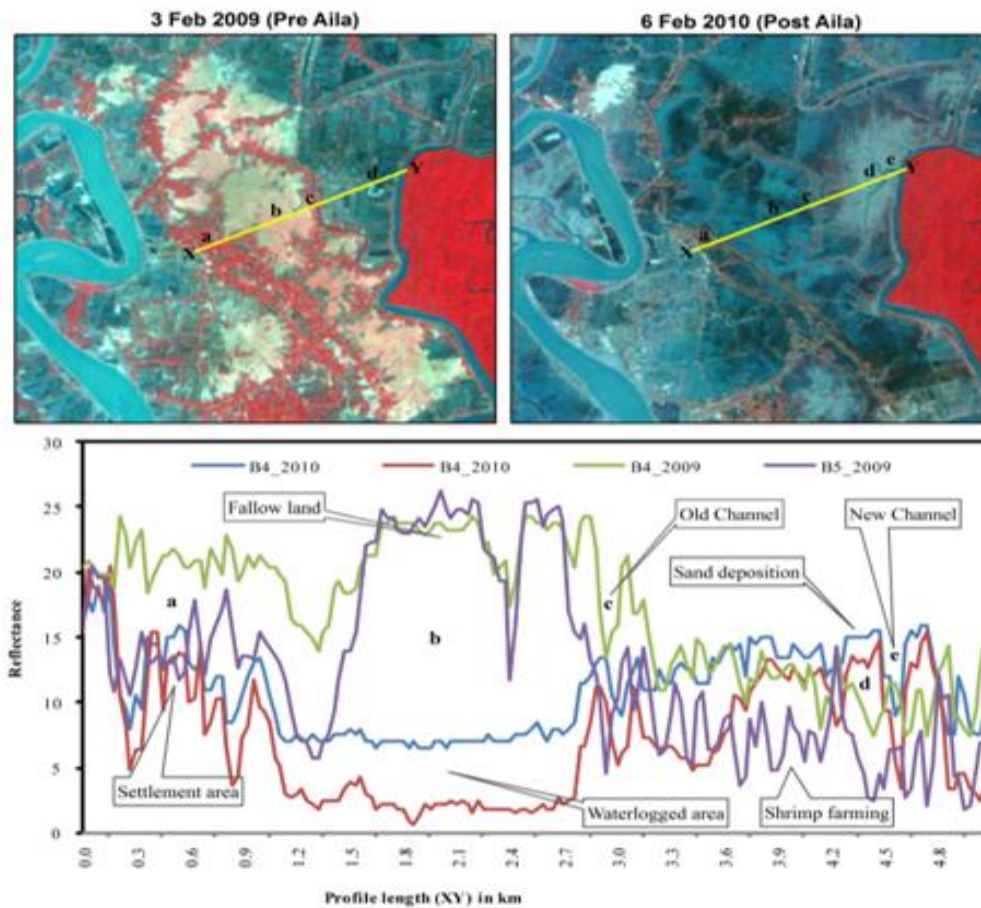 3 Feb 2009 (Pre Aila)
6 Feb 2010 (Post Aila)
X
a
b
c
d
Y
X
a
b
c
d
e
Y
B4_2010
B4_2010
B4_2009
B5_2009
Fallow land
Old Channel
New Channel
Sand deposition
a
b
c
d
e
Settlement area
Waterlogged area
Shrimp farming
Reflectance
30
25
20
15
10
5
0
0.0 0.3 0.6 0.9 1.2 1.5 1.8 2.1 2.4 2.7 3.0 3.3 3.6 3.9 4.2 4.5 4.8
Profile length (XY) in km